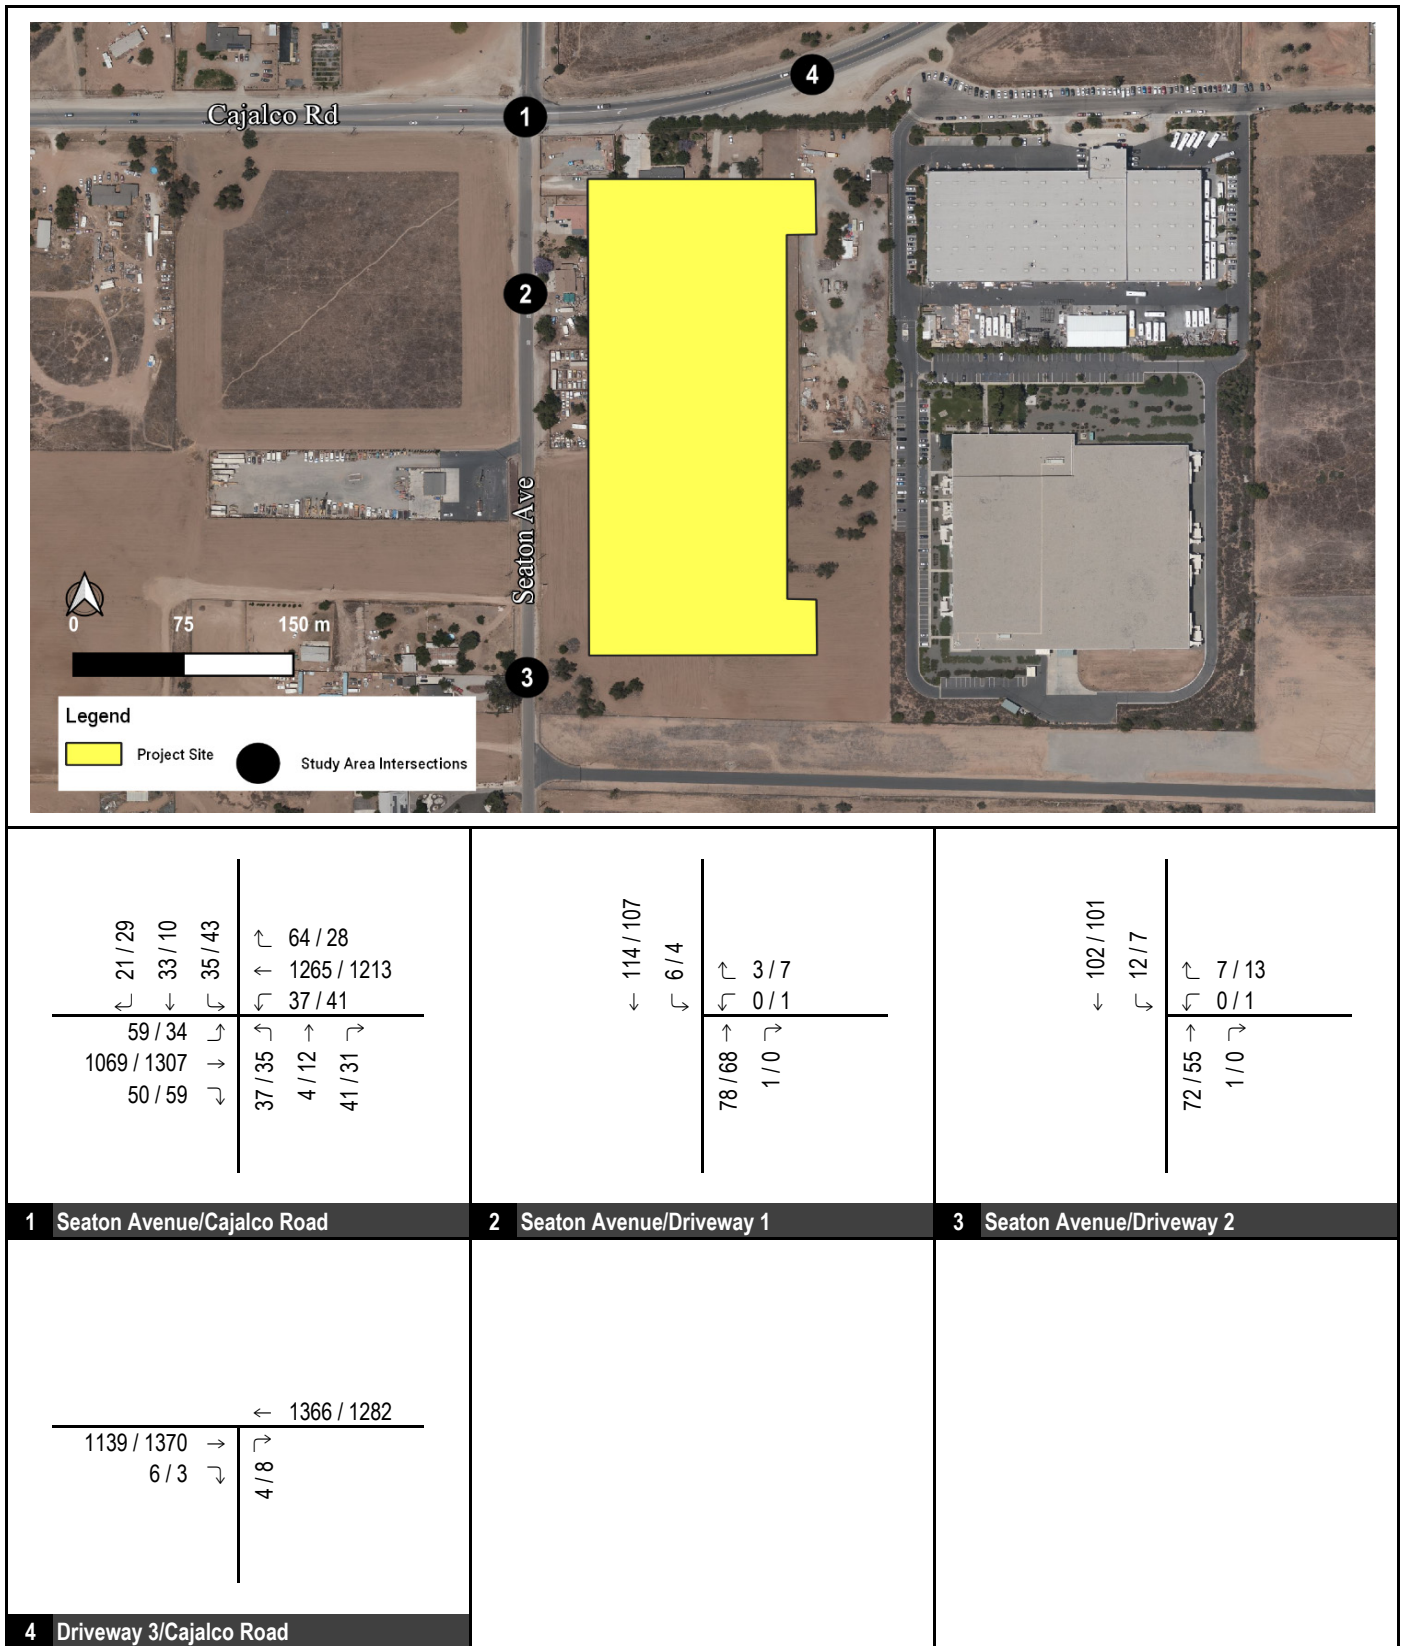 4
1
Cajalco Rd
2
Seaton Ave
0 75 150 m
3
Legend
Project Site
Study Area Intersections
21 / 29
33 / 10
35 / 43
64 / 28
1265 / 1213
37 / 41
59 / 34
1069 / 1307
50 / 59
37 / 35
4 / 12
41 / 31
1 Seaton Avenue/Cajalco Road
114 / 107
6 / 4
3 / 7
0 / 1
78 / 68
1 / 0
2 Seaton Avenue/Driveway 1
102 / 101
12 / 7
7 / 13
0 / 1
72 / 55
1 / 0
3 Seaton Avenue/Driveway 2
1366 / 1282
1139 / 1370
6 / 3
4 / 8
4 Driveway 3/Cajalco Road